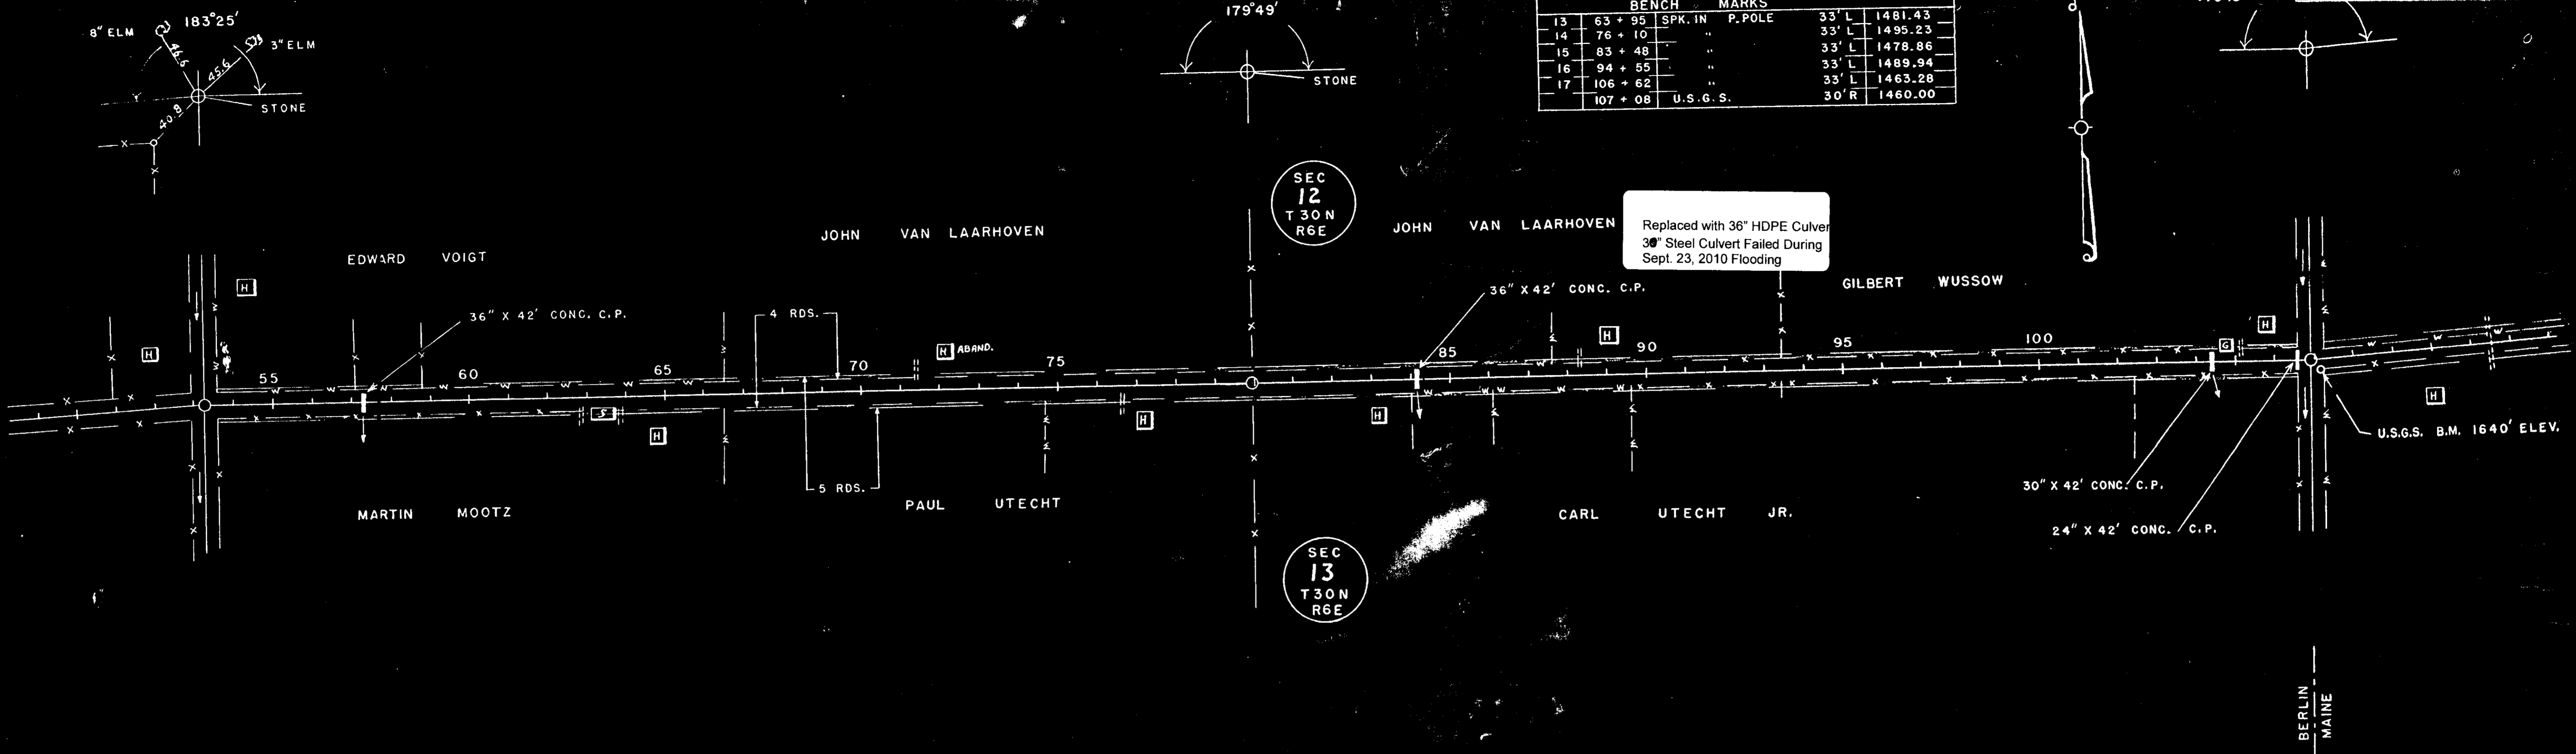 8" ELM
183°25'
3" ELM
46.6
45.6
40.8
STONE
179°49'
STONE
BENCH MARKS
13 63 + 95 SPK. IN P. POLE 33' L 1481.43
14 76 + 10 " 33' L 1495.23
15 83 + 48 " 33' L 1478.86
16 94 + 55 " 33' L 1489.94
17 106 + 62 " 33' L 1463.28
107 + 08 U.S.G.S. 30' R 1460.00
SEC
12
T 30 N
R6E
EDWARD VOIGT
JOHN VAN LAARHOVEN
JOHN VAN LAARHOVEN
Replaced with 36" HDPE Culver
30" Steel Culvert Failed During
Sept. 23, 2010 Flooding
GILBERT WUSSOW
H
36" X 42' CONC. C.P.
4 RDS.
36" X 42' CONC. C.P.
H
H ABAND.
H
G
H
55
60
65
70
75
85
90
95
100
S
H
H
H
H
5 RDS.
U.S.G.S. B.M. 1640' ELEV.
MARTIN MOOTZ
PAUL UTECHT
CARL UTECHT JR.
30" X 42' CONC. C.P.
24" X 42' CONC. C.P.
SEC
13
T 30 N
R6E
BERLIN
MAINE